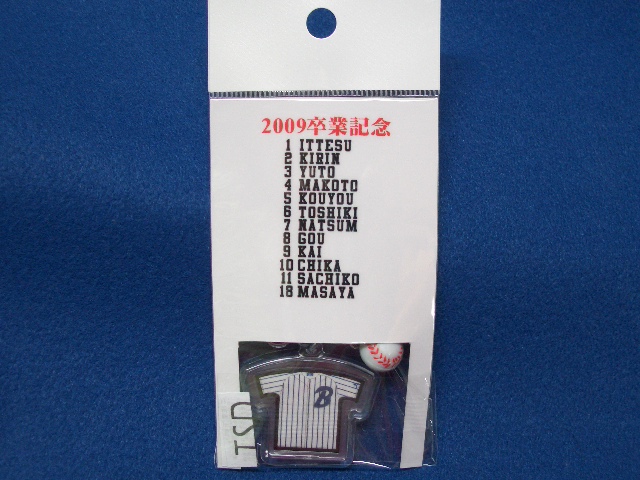 2009卒業記念
1 ITTESU
2 KIRIN
3 YUTO
4 MAKOTO
5 KOUYOU
6 TOSHIKI
7 NATSUM
8 GOU
9 KAI
10 CHIKA
11 SACHIKO
18 MASAYA
B